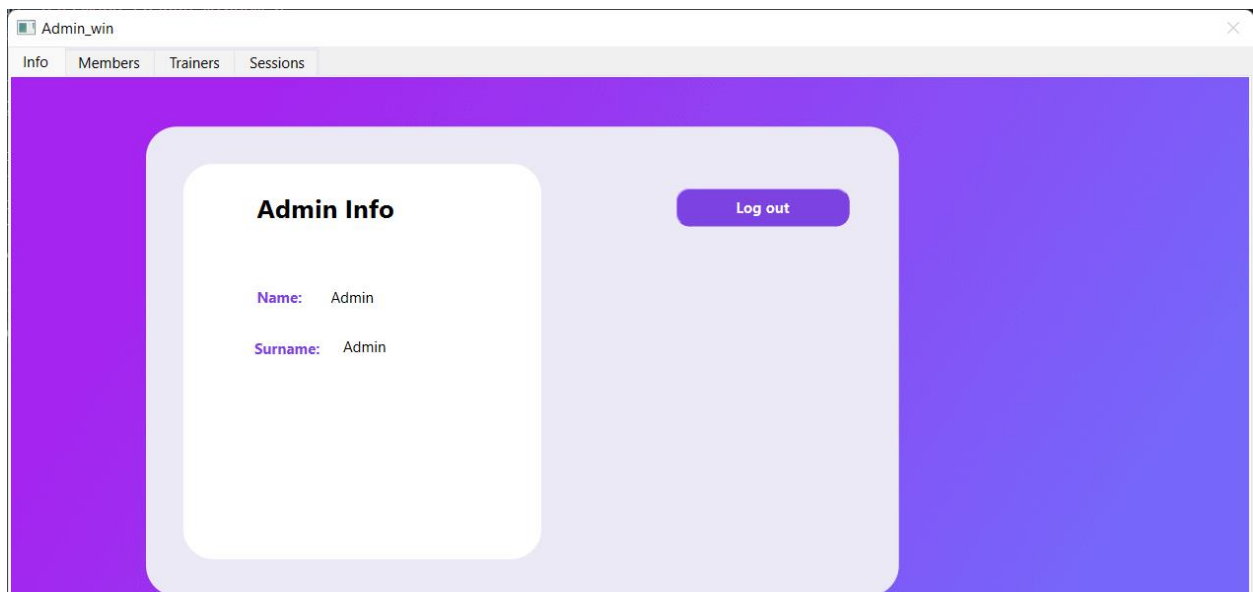 Admin_win
Info Members Trainers Sessions
Admin Info
Log out
Name: Admin
Surname: Admin